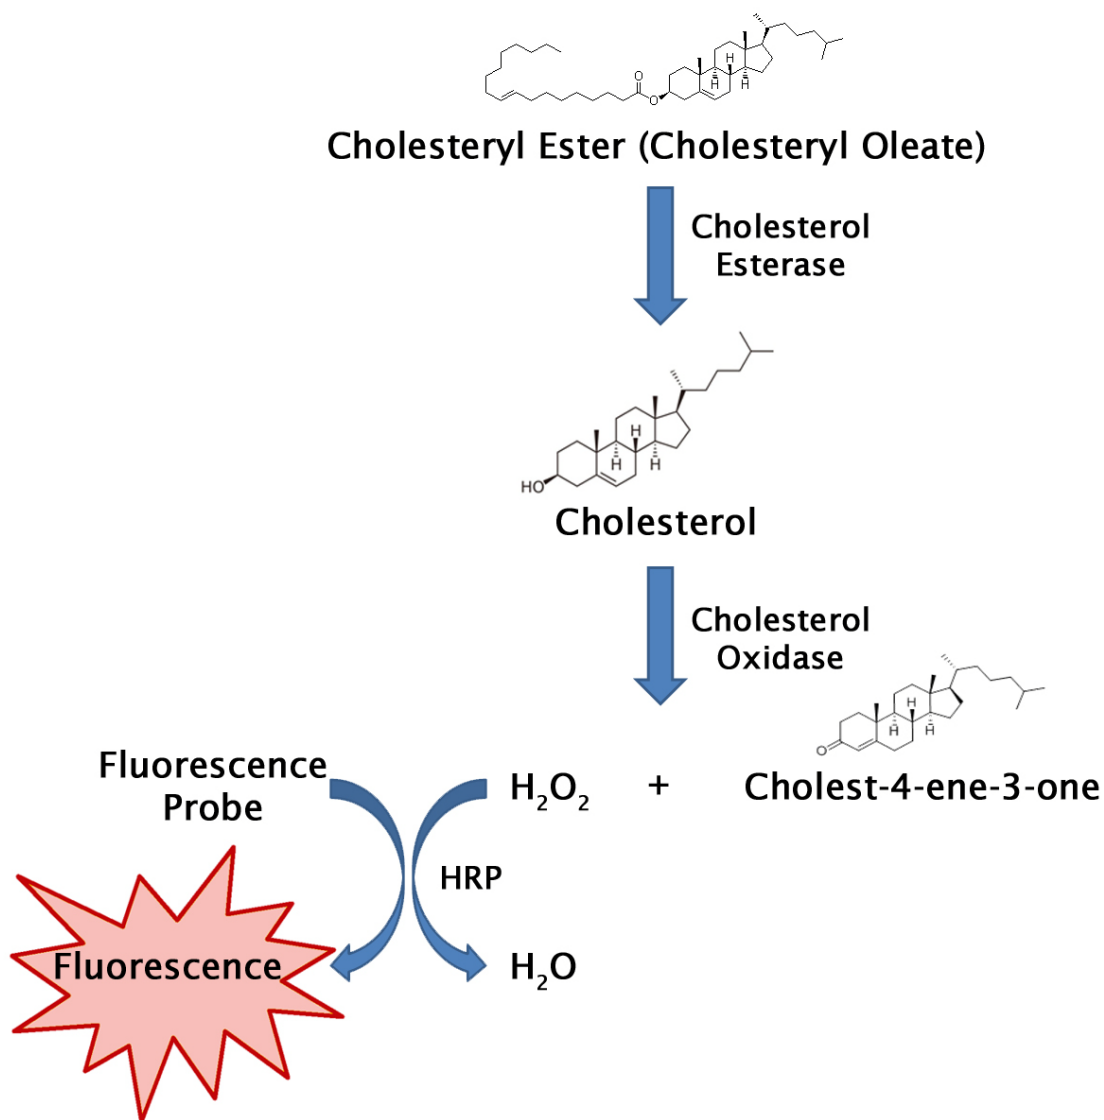 O
O
H
H
H
Cholesteryl Ester (Cholesteryl Oleate)
Cholesterol
Esterase
H
H
H
HO
Cholesterol
Cholesterol
Oxidase
H
H
H
O
Fluorescence
Probe
H₂O₂ + Cholest-4-ene-3-one
HRP
Fluorescence
H₂O